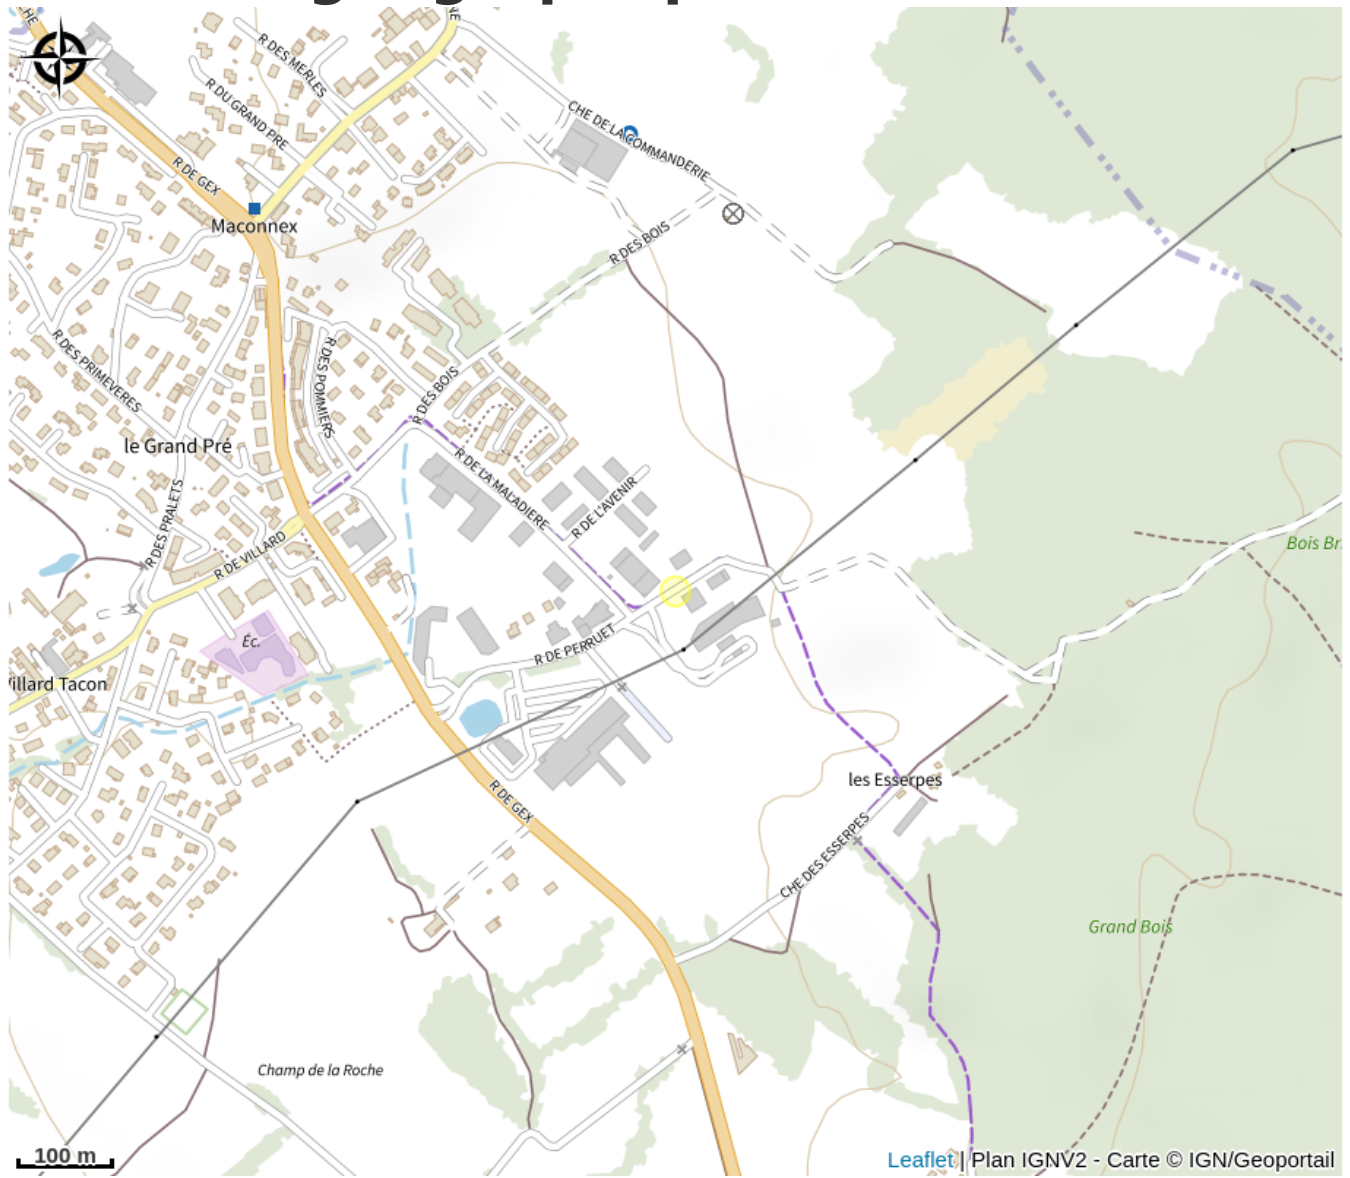 R DES MERLES
R DU GRAND PRE
CHE DE LA COMMANDERIE
R DE GEX
Maconnex
R DES BOIS
R DES PRIMEVERES
R DES POMMIERS
R DES BOIS
le Grand Pré
R DE LA MALADIERE
R DE L'AVENIR
R DES PRALETS
R DE VILLARD
Bois Br
Éc.
R DE PERRUET
illard Tacon
R DE GEX
les Esserpes
CHE DES ESSERPES
Grand Bois
Champ de la Roche
100 m
Leaflet | Plan IGNV2 - Carte © IGN/Geoportail